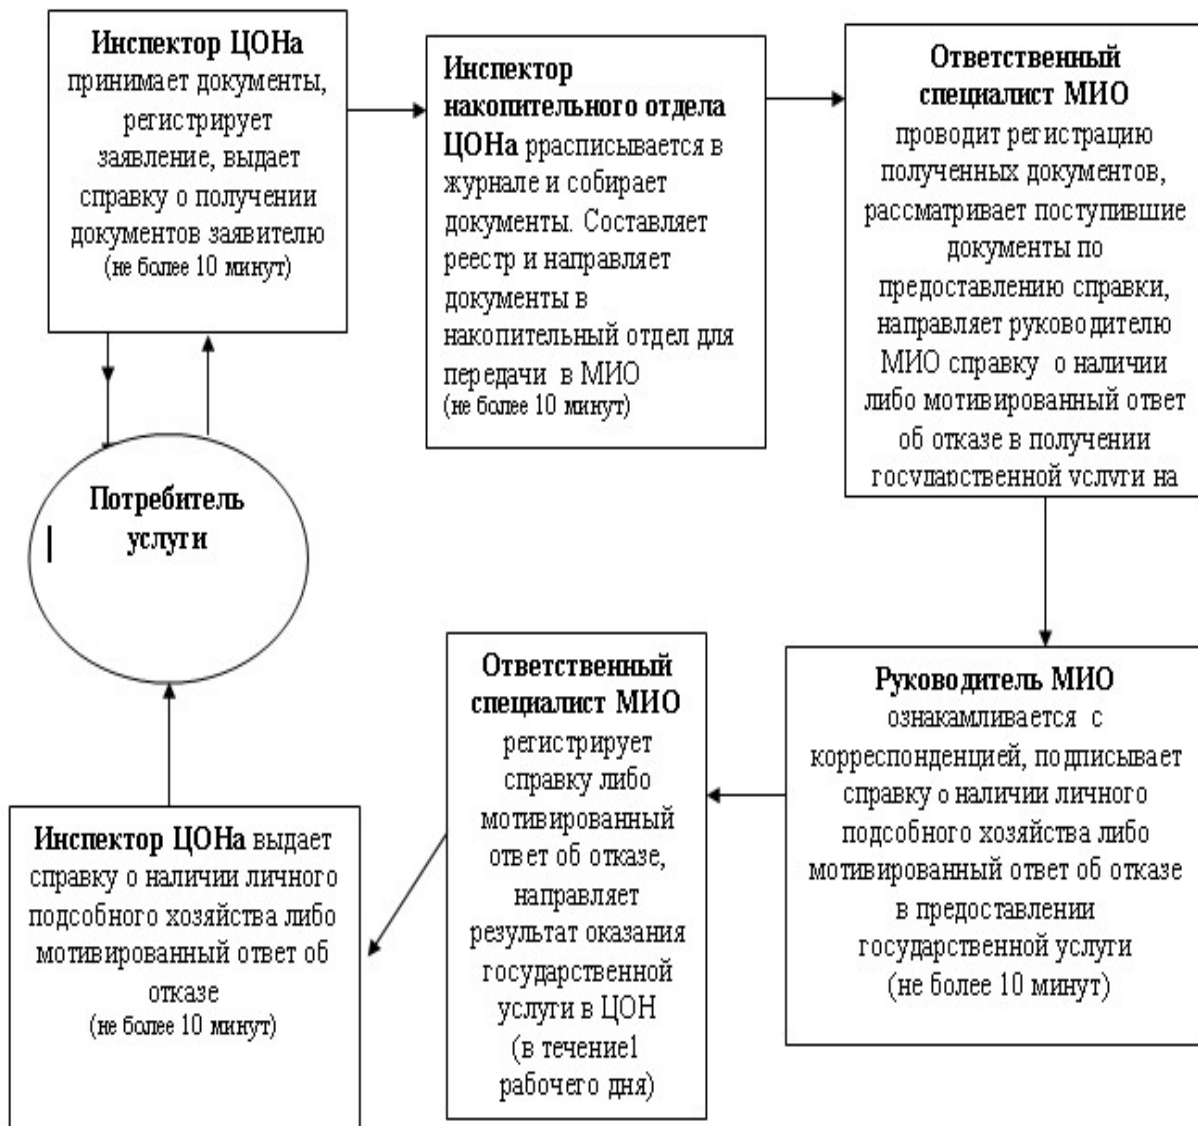 Инспектор ЦОНа
принимает документы,
регистрирует
заявление, выдает
справку о получении
документов заявителю
(не более 10 минут)
Инспектор
накопительного отдела
ЦОНа ррасписывается в
журнале и собирает
документы. Составляет
реестр и направляет
документы в
накопительный отдел для
передачи в МИО
(не более 10 минут)
Ответственный
специалист МИО
проводит регистрацию
полученных документов,
рассматривает поступившие
документы по
предоставлению справки,
направляет руководителю
МИО справку о наличии
либо мотивированный ответ
об отказе в получении
государственной услуги на
Потребитель
услуги
Руководитель МИО
ознакамливается с
корреспонденцией, подписывает
справку о наличии личного
подсобного хозяйства либо
мотивированный ответ об отказе
в предоставлении
государственной услуги
(не более 10 минут)
Ответственный
специалист МИО
регистрирует
справку либо
мотивированный
ответ об отказе,
направляет
результат оказания
государственной
услуги в ЦОН
(в течение1
рабочего дня)
Инспектор ЦОНа выдает
справку о наличии личного
подсобного хозяйства либо
мотивированный ответ об
отказе
(не более 10 минут)